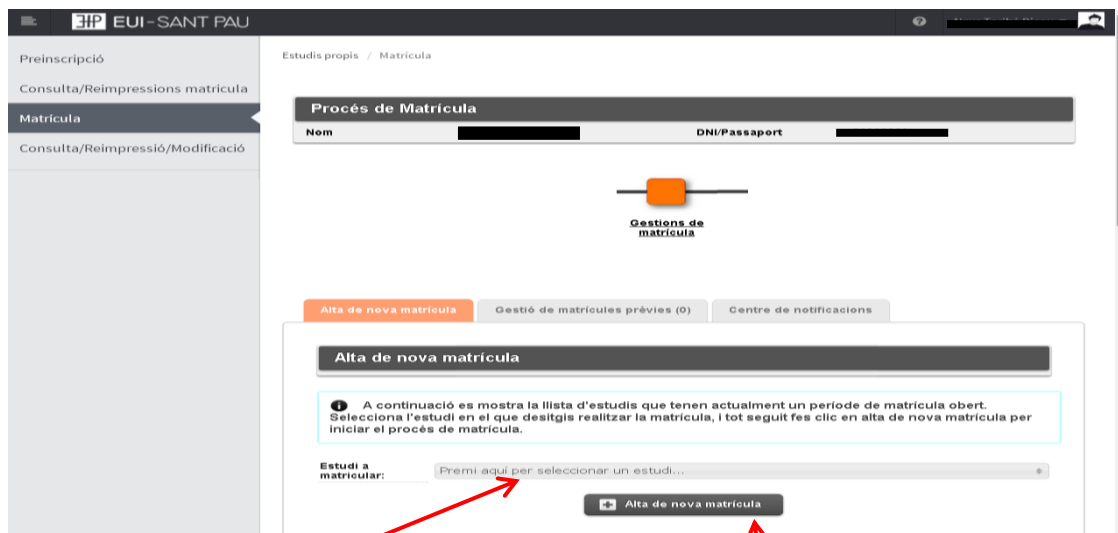 EUI-SANT PAU
Preinscripció
Consulta/Reimpressions matrícula
Matrícula
Consulta/Reimpressió/Modificació
Estudis propis / Matrícula
Procés de Matrícula
Nom DNI/Passaport
Gestions de
matrícula
Alta de nova matrícula Gestió de matrícules prèvies (0) Centre de notificacions
Alta de nova matrícula
A continuació es mostra la llista d'estudis que tenen actualment un període de matrícula obert.
Selecciona l'estudi en el que desitgis realitzar la matrícula, i tot seguit fes clic en alta de nova matrícula per
iniciar el procés de matrícula.
Estudi a
matricular:
Premi aquí per seleccionar un estudi...
Alta de nova matrícula